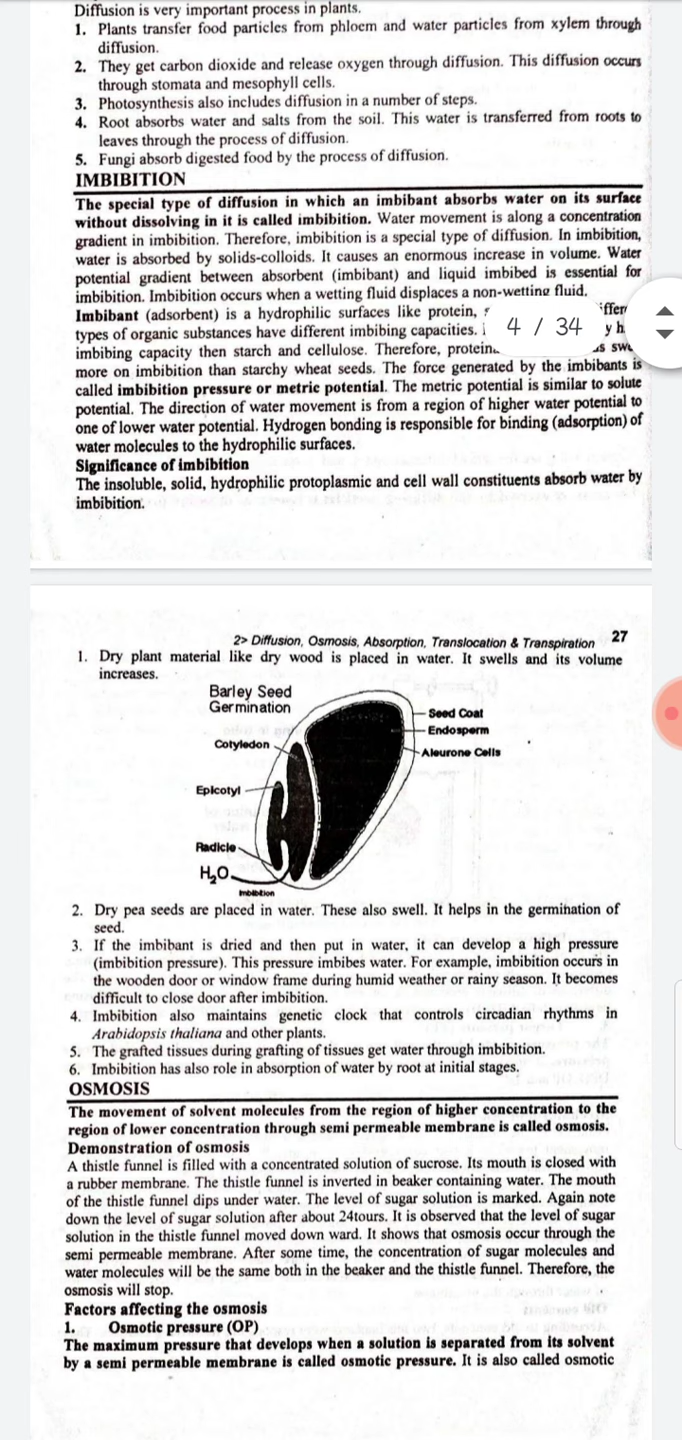 Diffusion is very important process in plants.
1. Plants transfer food particles from phloem and water particles from xylem through
diffusion.
2. They get carbon dioxide and release oxygen through diffusion. This diffusion occurs
through stomata and mesophyll cells.
3. Photosynthesis also includes diffusion in a number of steps.
4. Root absorbs water and salts from the soil. This water is transferred from roots to
leaves through the process of diffusion.
5. Fungi absorb digested food by the process of diffusion.
IMBIBITION
The special type of diffusion in which an imbibant absorbs water on its surface
without dissolving in it is called imbibition. Water movement is along a concentration
gradient in imbibition. Therefore, imbibition is a special type of diffusion. In imbibition,
water is absorbed by solids-colloids. It causes an enormous increase in volume. Water
potential gradient between absorbent (imbibant) and liquid imbibed is essential for
imbibition. Imbibition occurs when a wetting fluid displaces a non-wetting fluid.
Imbibant (adsorbent) is a hydrophilic surfaces like protein,
types of organic substances have different imbibing capacities.
4 / 34
imbibing capacity then starch and cellulose. Therefore,
more on imbibition than starchy wheat seeds. The force generated by the imbibants is
called imbibition pressure or metric potential. The metric potential is similar to solute
potential. The direction of water movement is from a region of higher water potential to
one of lower water potential. Hydrogen bonding is responsible for binding (adsorption) of
water molecules to the hydrophilic surfaces.
Significance of imbibition
The insoluble, solid, hydrophilic protoplasmic and cell wall constituents absorb water by
imbibition.
2> Diffusion, Osmosis, Absorption, Translocation & Transpiration 27
1. Dry plant material like dry wood is placed in water. It swells and its volume
increases.
Barley Seed
Germination
Seed Coat
Endosperm
Cotyledon
Aleurone Cells
Epicotyl
Radicle
H₂O
Imbibition
2. Dry pea seeds are placed in water. These also swell. It helps in the germination of
seed.
3. If the imbibant is dried and then put in water, it can develop a high pressure
(imbibition pressure). This pressure imbibes water. For example, imbibition occurs in
the wooden door or window frame during humid weather or rainy season. It becomes
difficult to close door after imbibition.
4. Imbibition also maintains genetic clock that controls circadian rhythms in
Arabidopsis thaliana and other plants.
5. The grafted tissues during grafting of tissues get water through imbibition.
6. Imbibition has also role in absorption of water by root at initial stages.
OSMOSIS
The movement of solvent molecules from the region of higher concentration to the
region of lower concentration through semi permeable membrane is called osmosis.
Demonstration of osmosis
A thistle funnel is filled with a concentrated solution of sucrose. Its mouth is closed with
a rubber membrane. The thistle funnel is inverted in beaker containing water. The mouth
of the thistle funnel dips under water. The level of sugar solution is marked. Again note
down the level of sugar solution after about 24tours. It is observed that the level of sugar
solution in the thistle funnel moved down ward. It shows that osmosis occur through the
semi permeable membrane. After some time, the concentration of sugar molecules and
water molecules will be the same both in the beaker and the thistle funnel. Therefore, the
osmosis will stop.
Factors affecting the osmosis
1. Osmotic pressure (OP)
The maximum pressure that develops when a solution is separated from its solvent
by a semi permeable membrane is called osmotic pressure. It is also called osmotic